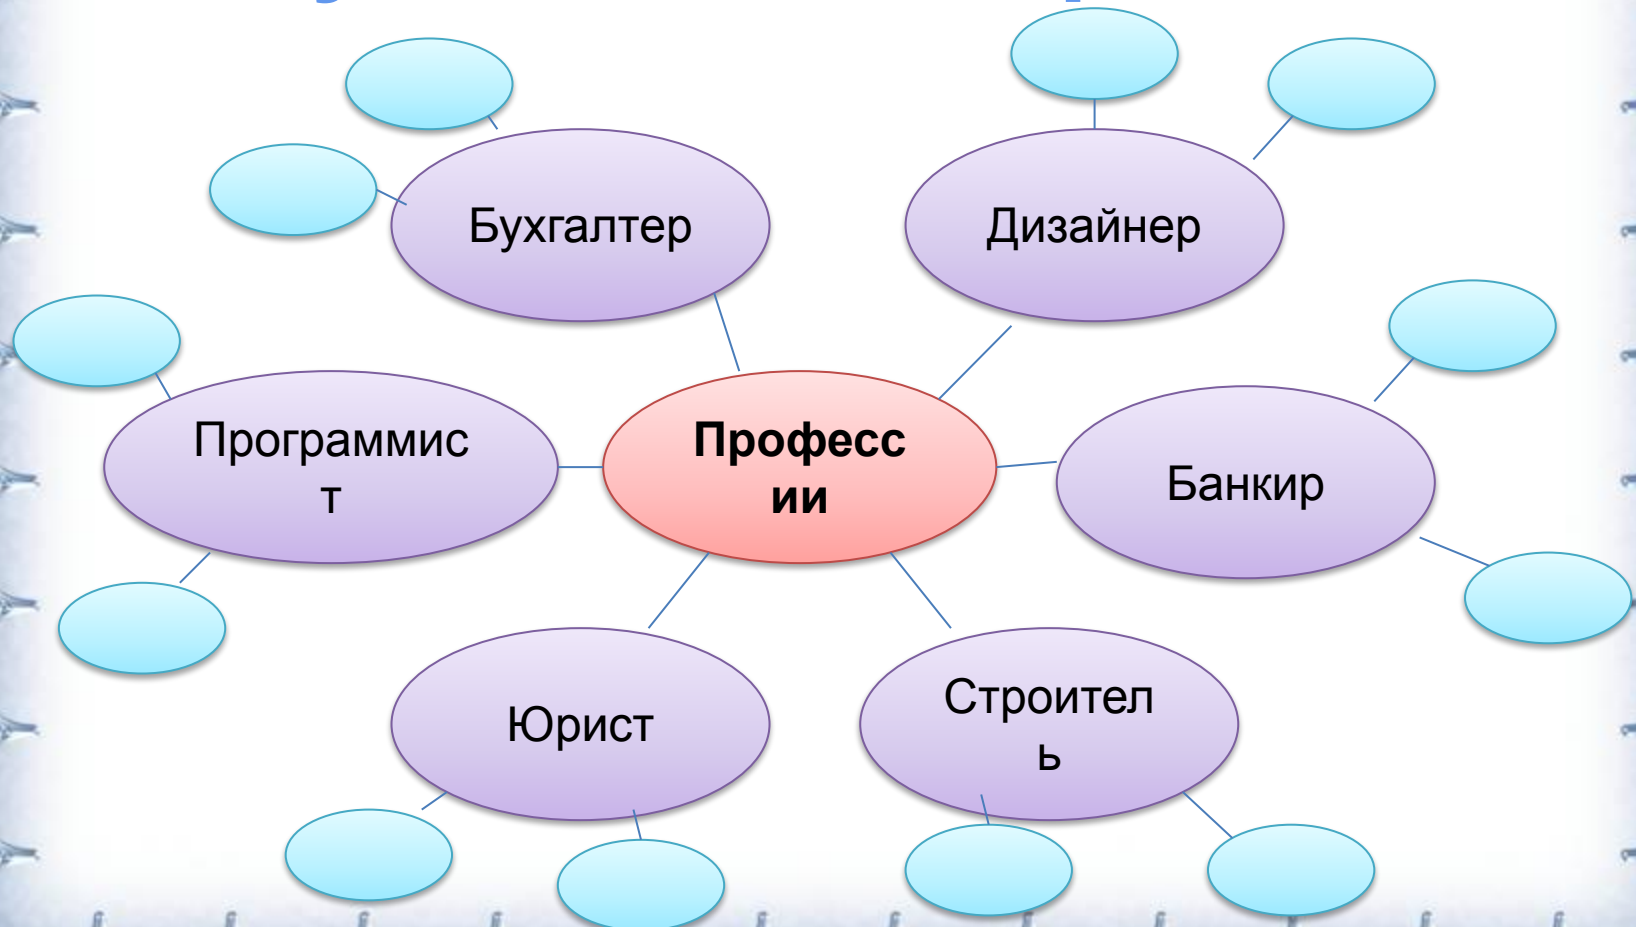 Бухгалтер
Дизайнер
Программис
т
Професс
ии
Банкир
Юрист
Строител
ь